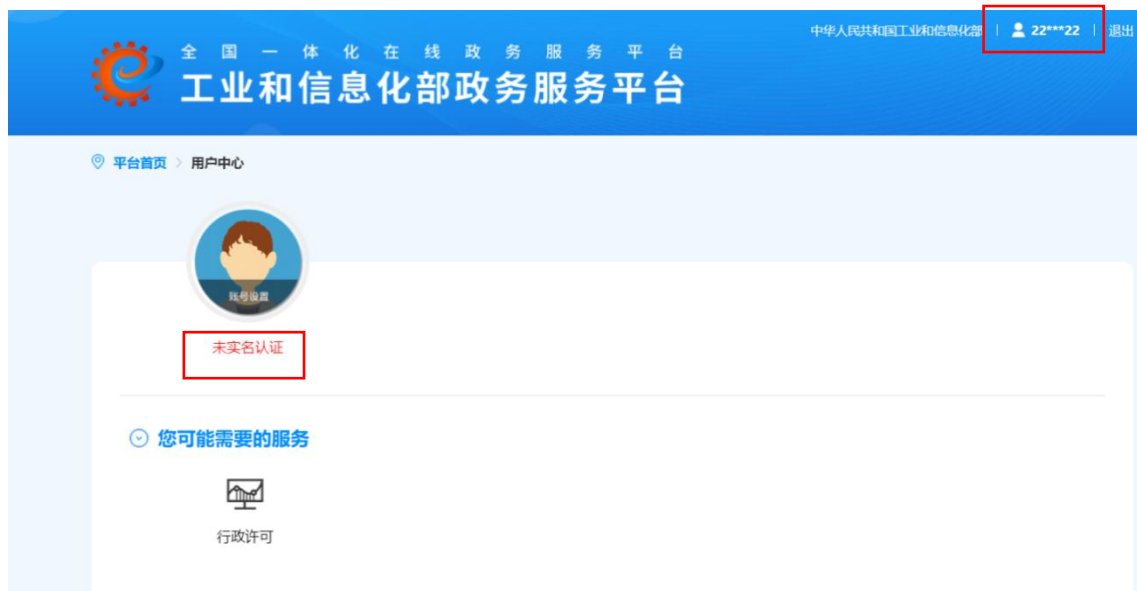 中华人民共和国工业和信息化部 | 22***22 | 退出
全国一体化在线政务服务平台
工业和信息化部政务服务平台
平台首页 > 用户中心
账号设置
未实名认证
您可能需要的服务
行政许可